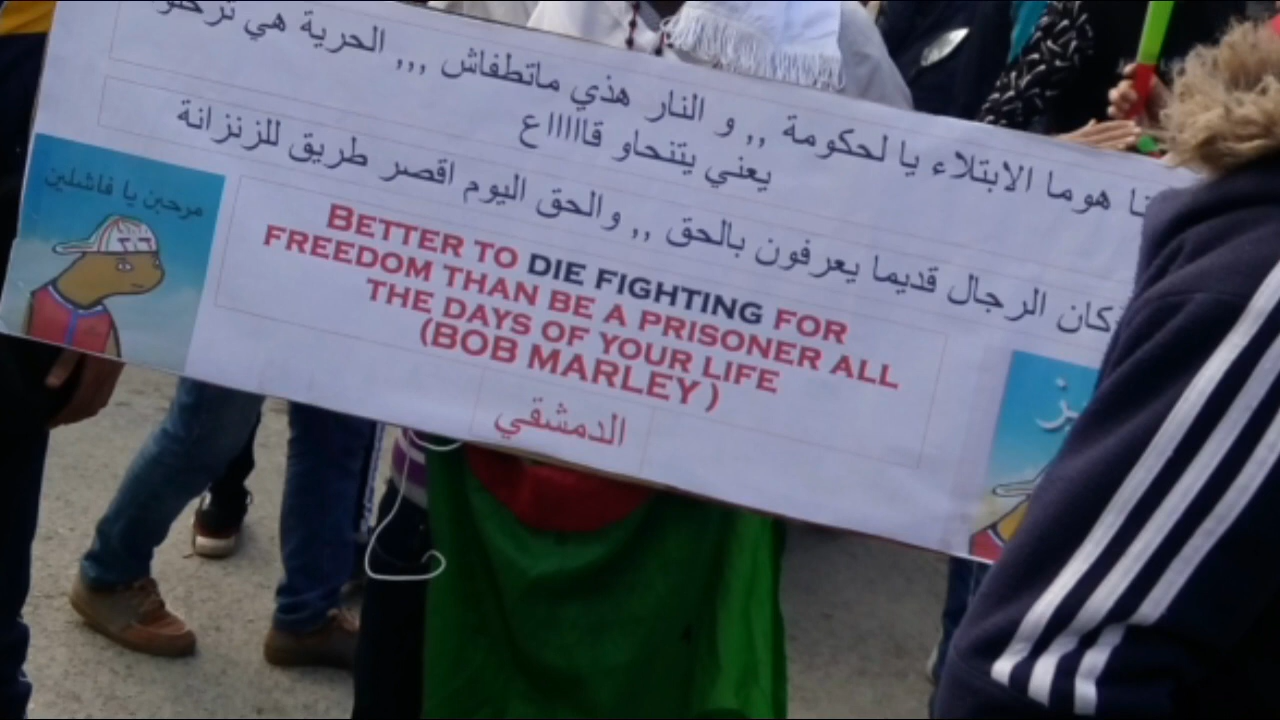 هوما الابتلاء يا لحكومة ,, و النار هذي ماتطفاش ,,, الحرية هي
يعني يتنحاو قاااااع
كان الرجال قديما يعرفون بالحق ,, والحق اليوم اقصر طريق للزنزانة
مرحبن يا فاشلين
BETTER TO DIE FIGHTING FOR
FREEDOM THAN BE A PRISONER ALL
THE DAYS OF YOUR LIFE
(BOB MARLEY)
الدمشقي